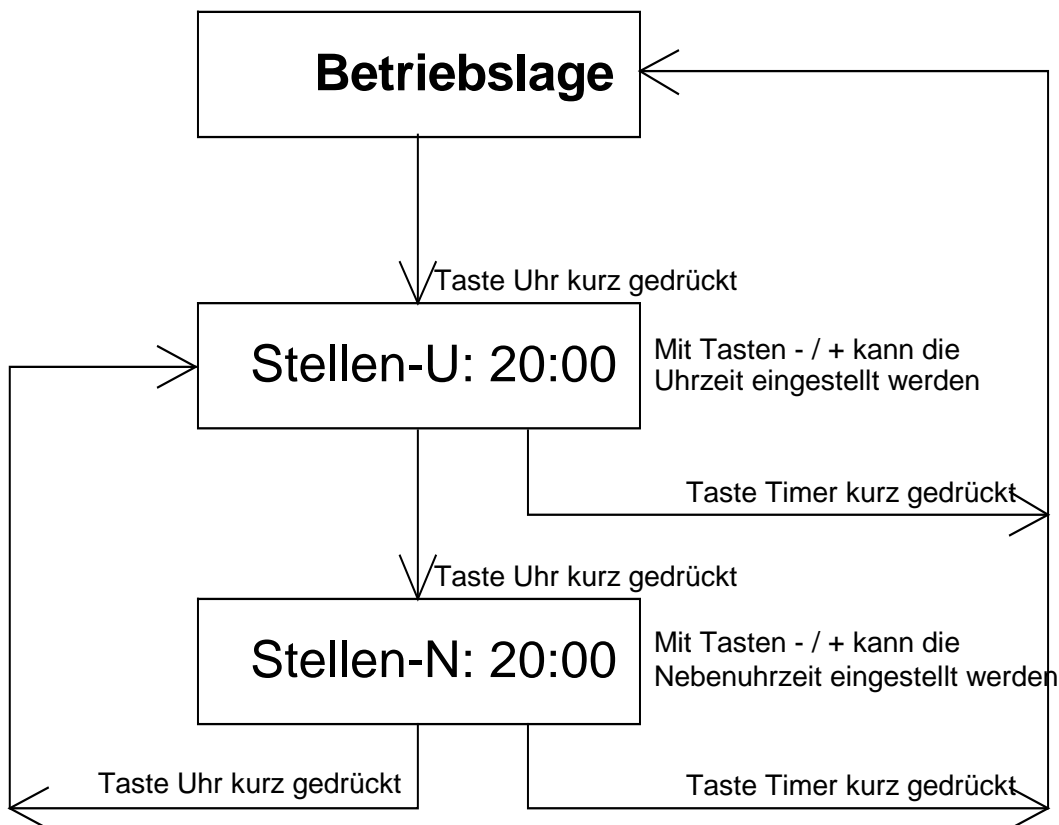 Betriebslage
Taste Uhr kurz gedrückt
Stellen-U: 20:00
Mit Tasten - / + kann die
Uhrzeit eingestellt werden
Taste Timer kurz gedrückt
Taste Uhr kurz gedrückt
Stellen-N: 20:00
Mit Tasten - / + kann die
Nebenuhrzeit eingestellt werden
Taste Uhr kurz gedrückt
Taste Timer kurz gedrückt